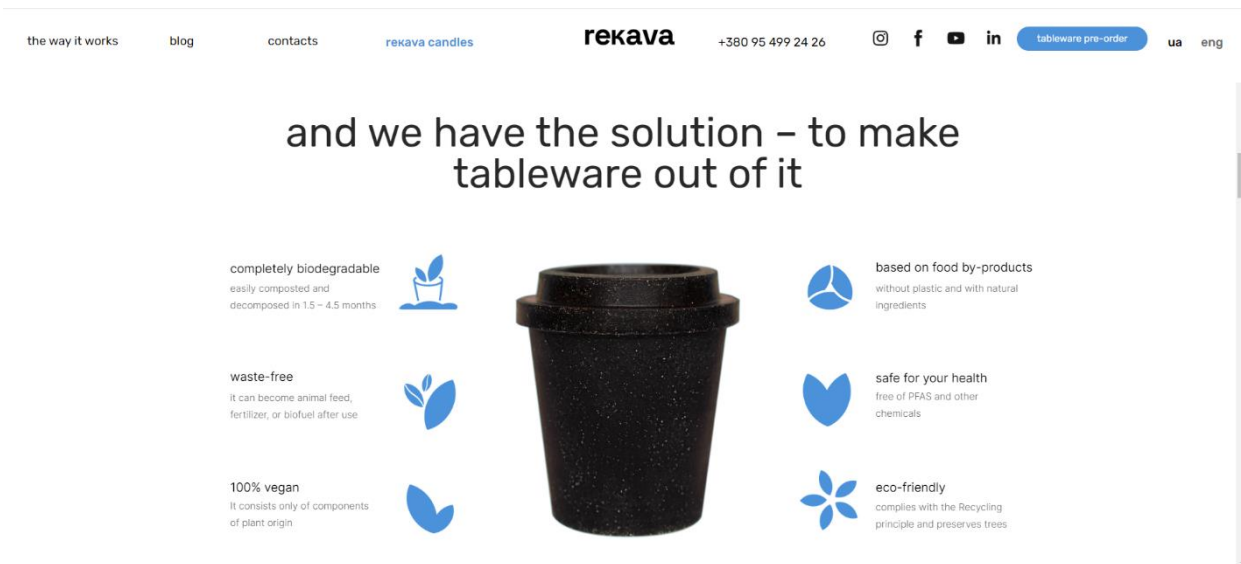 the way it works
blog
contacts
reкava candles
reкava
+380 95 499 24 26
in
tableware pre-order
ua
eng
and we have the solution – to make
tableware out of it
completely biodegradable
easily composted and
decomposed in 1.5 – 4.5 months
waste-free
it can become animal feed,
fertilizer, or biofuel after use
100% vegan
It consists only of components
of plant origin
based on food by-products
without plastic and with natural
ingredients
safe for your health
free of PFAS and other
chemicals
eco-friendly
complies with the Recycling
principle and preserves trees